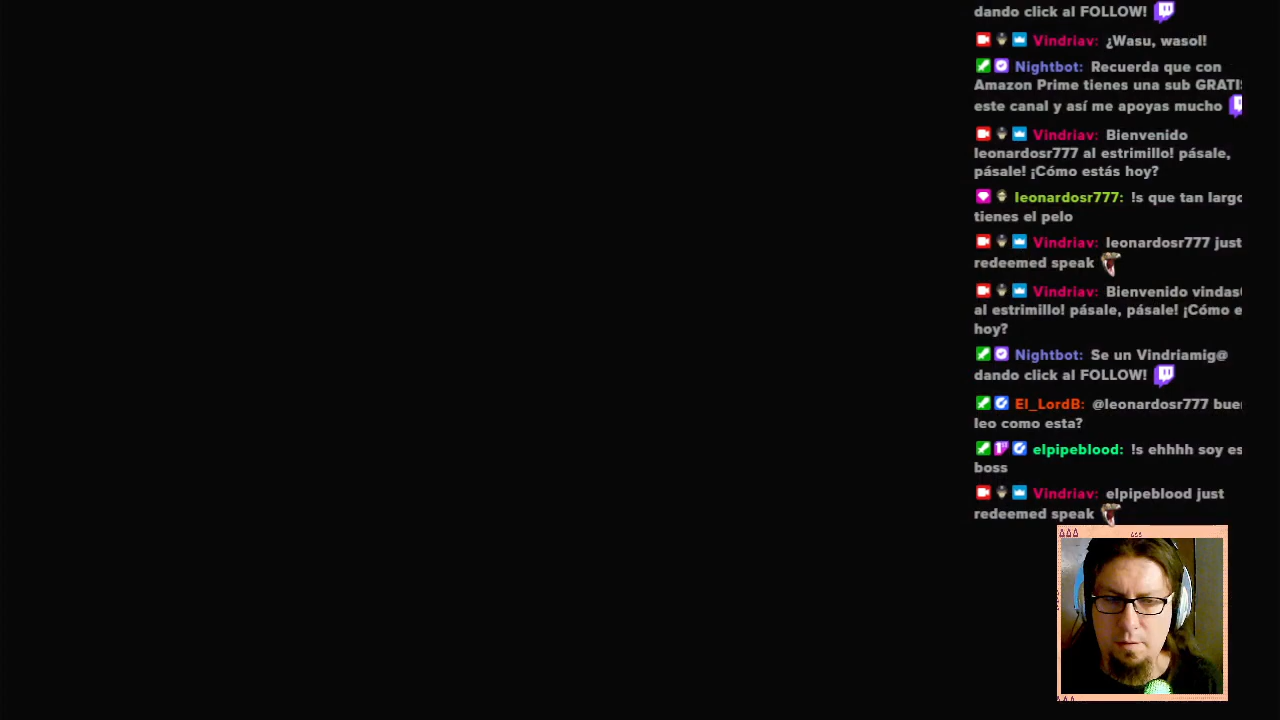 dando click al FOLLOW!
Vindriav: ¿Wasu, wasol!
Nightbot: Recuerda que con
Amazon Prime tienes una sub GRATIS
este canal y así me apoyas mucho
Vindriav: Bienvenido
leonardosr777 al estrimillo! pásale,
pásale! ¡Cómo estás hoy?
leonardosr777: !s que tan largo
tienes el pelo
Vindriav: leonardosr777 just
redeemed speak
Vindriav: Bienvenido
al estrimillo! pásale, pásale! ¡Cómo
hoy?
Nightbot: Se un Vindriamig@
dando click al FOLLOW!
El_LordB: @leonardosr777
leo como esta?
elpipeblood: !s ehhhh soy
boss
Vindriav: elpipeblood just
redeemed speak